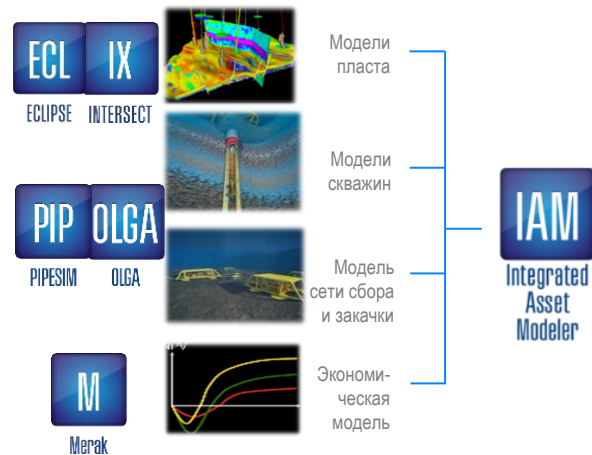 ECL IX
ECLIPSE INTERSECT
Модели
пласта
Модели
скважин
PIP OLGA
PIPESIM OLGA
Модель
сети сбора
и закачки
IAM
Integrated
Asset
Modeler
NPV
M
Merak
Экономи-
ческая
модель